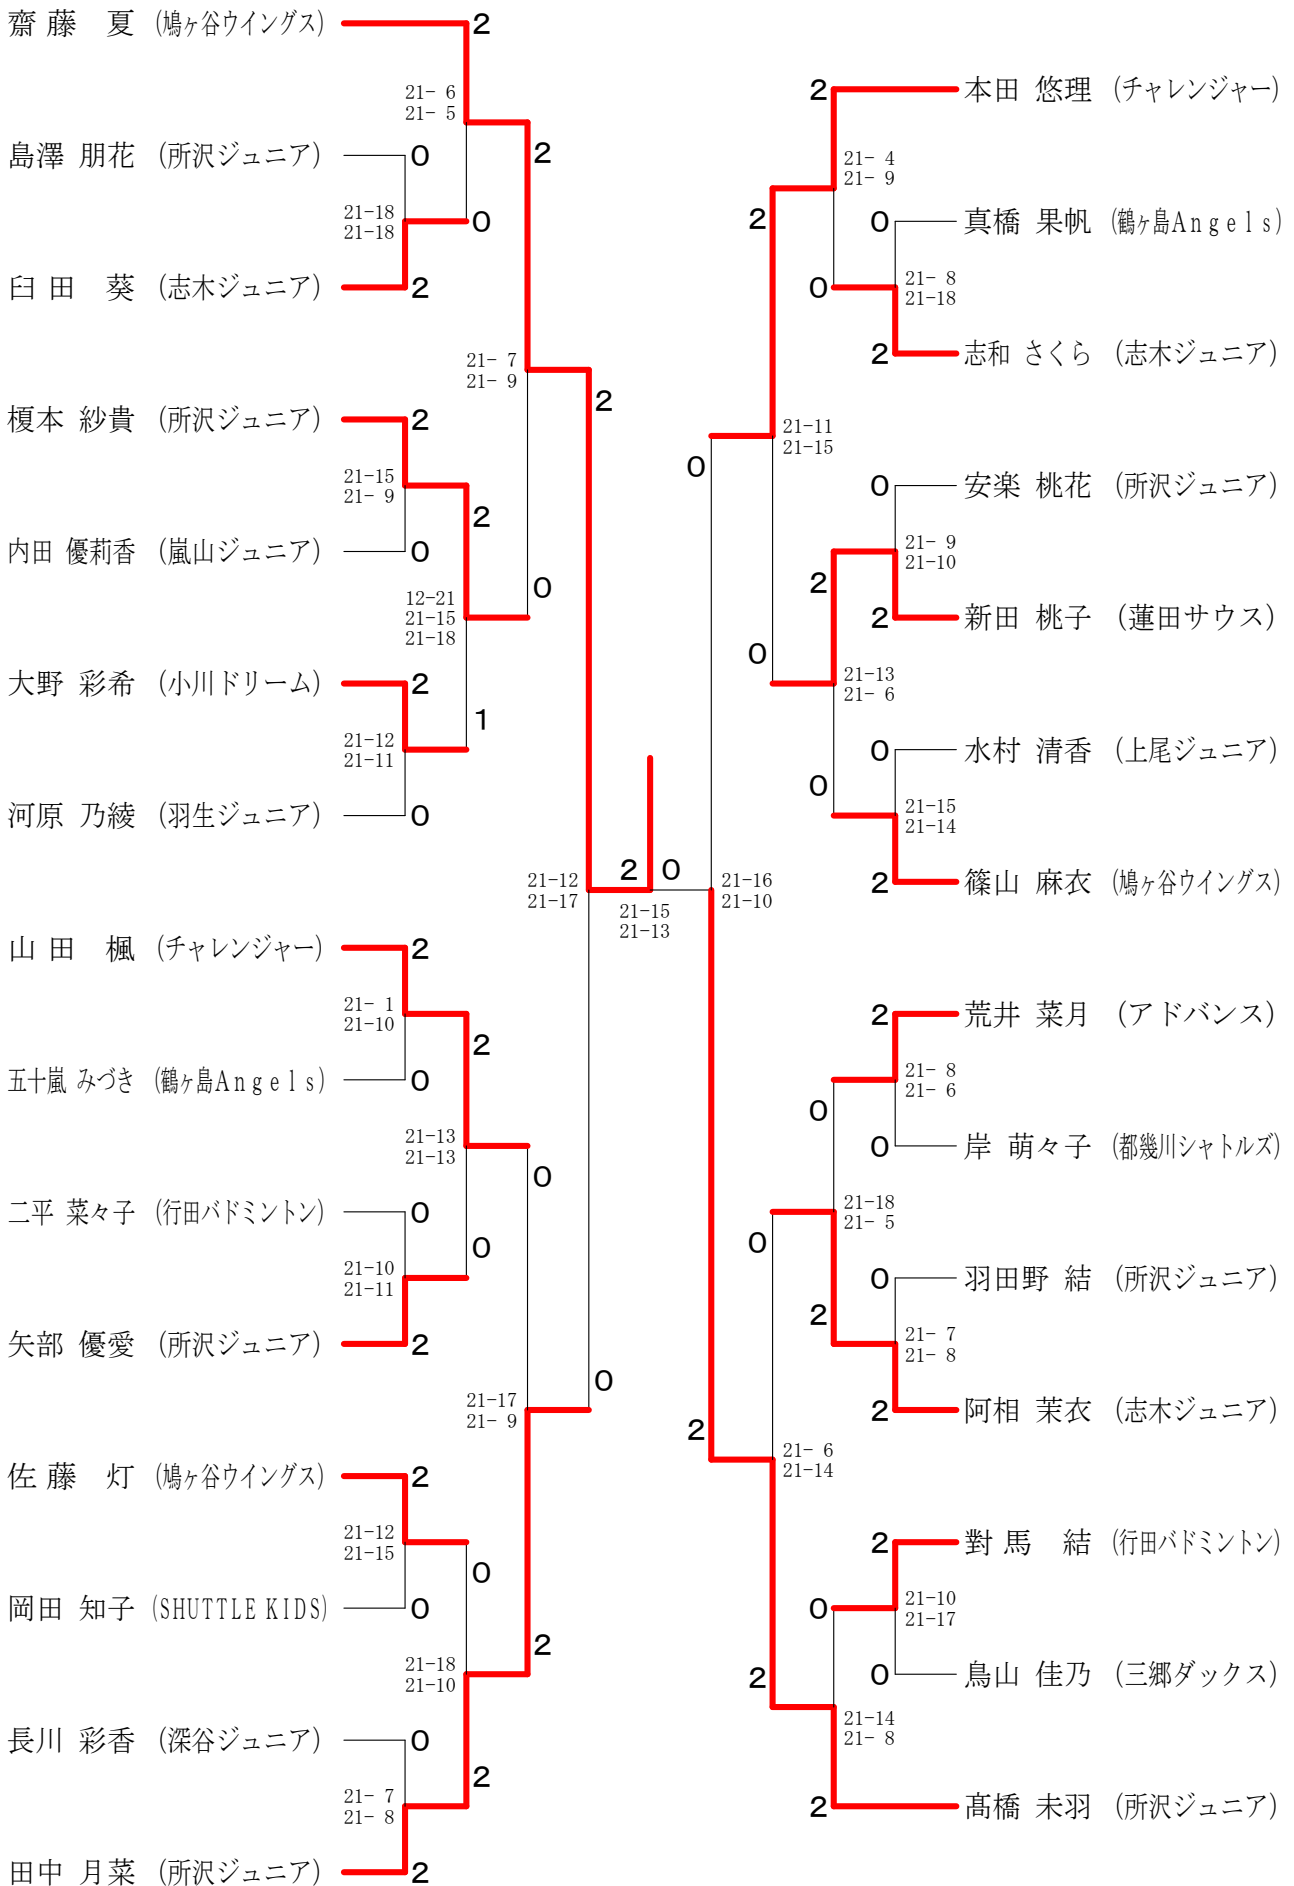 齋藤 夏 (鳩ヶ谷ウイングス) 2
21- 6
21- 5
島澤 朋花 (所沢ジュニア) 0
2
21-18
21-18
0
臼田 葵 (志木ジュニア) 2
21- 7
21- 9
2
榎本 紗貴 (所沢ジュニア) 2
21-15
21- 9
2
内田 優莉香 (嵐山ジュニア) 0
12-21
21-15
21-18
0
大野 彩希 (小川ドリーム) 2
21-12
21-11
1
河原 乃綾 (羽生ジュニア) 0
21-12
21-17
山田 楓 (チャレンジャー) 2
21- 1
21-10
2
五十嵐 みづき (鶴ヶ島Angels) 0
21-13
21-13
0
二平 菜々子 (行田バドミントン) 0
0
21-10
21-11
矢部 優愛 (所沢ジュニア) 2
21-17
21- 9
0
佐藤 灯 (鳩ヶ谷ウイングス) 2
21-12
21-15
0
岡田 知子 (SHUTTLE KIDS) 0
21-18
21-10
2
長川 彩香 (深谷ジュニア) 0
21- 7
21- 8
2
田中 月菜 (所沢ジュニア) 2
2 0
21-15
21-13
2 本田 悠理 (チャレンジャー)
21- 4
21- 9
2
0 真橋 果帆 (鶴ヶ島Angels)
0
21- 8
21-18
2 志和 さくら (志木ジュニア)
21-11
21-15
0
0 安楽 桃花 (所沢ジュニア)
21- 9
21-10
2
2 新田 桃子 (蓮田サウス)
0
21-13
21- 6
0 水村 清香 (上尾ジュニア)
0
21-15
21-14
2 篠山 麻衣 (鳩ヶ谷ウイングス)
21-16
21-10
2 荒井 菜月 (アドバンス)
21- 8
21- 6
0
0 岸 萌々子 (都幾川シャトルズ)
21-18
21- 5
0
0 羽田野 結 (所沢ジュニア)
2
21- 7
21- 8
2 阿相 茉衣 (志木ジュニア)
2
21- 6
21-14
2 對馬 結 (行田バドミントン)
0
21-10
21-17
0 鳥山 佳乃 (三郷ダックス)
2
21-14
21- 8
2 髙橋 未羽 (所沢ジュニア)